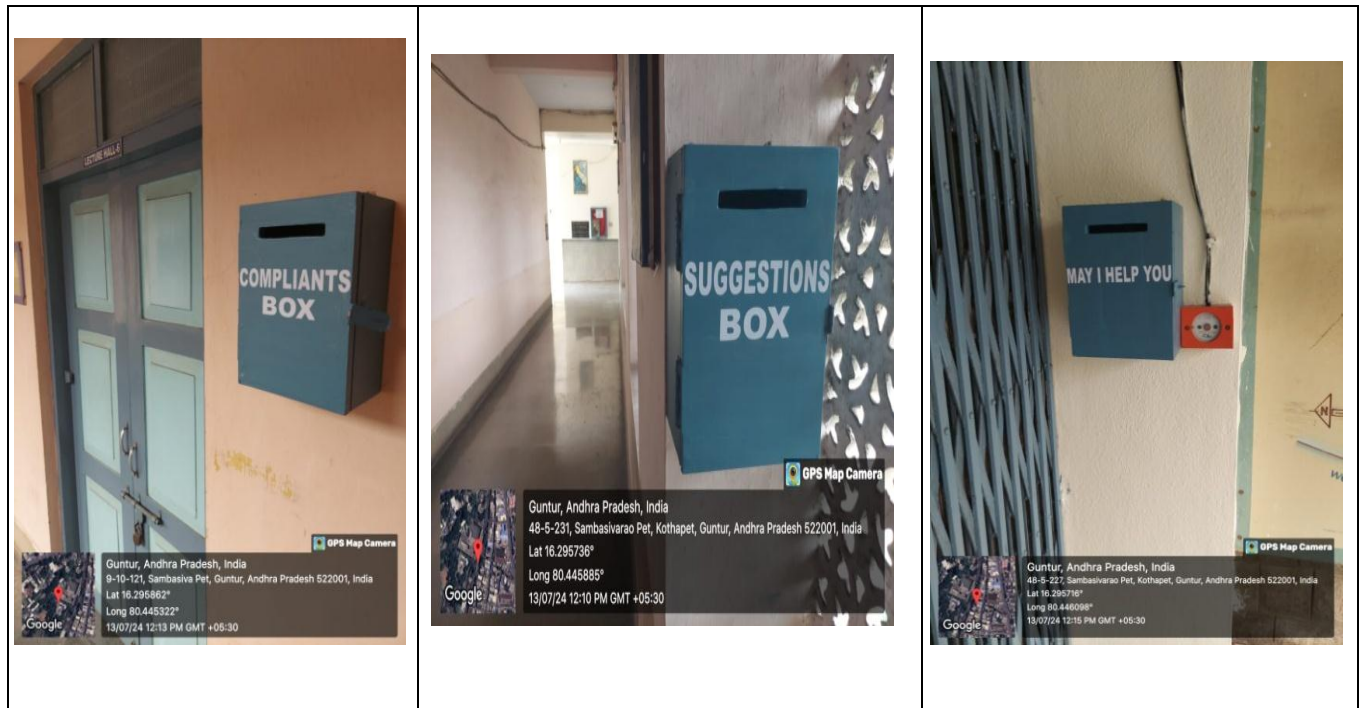 LECTURE HALL-6
COMPLIANTS
BOX
GPS Map Camera
Guntur, Andhra Pradesh, India
9-10-121, Sambasiva Pet, Guntur, Andhra Pradesh 522001, India
Lat 16.295862°
Long 80.445322°
13/07/24 12:13 PM GMT +05:30
Google
SUGGESTIONS
BOX
GPS Map Camera
Guntur, Andhra Pradesh, India
48-5-231, Sambasivarao Pet, Kothapet, Guntur, Andhra Pradesh 522001, India
Lat 16.295736°
Long 80.445885°
13/07/24 12:10 PM GMT +05:30
Google
MAY I HELP YOU
N
GPS Map Camera
Guntur, Andhra Pradesh, India
48-5-227, Sambasivarao Pet, Kothapet, Guntur, Andhra Pradesh 522001, India
Lat 16.295716°
Long 80.446098°
13/07/24 12:15 PM GMT +05:30
Google